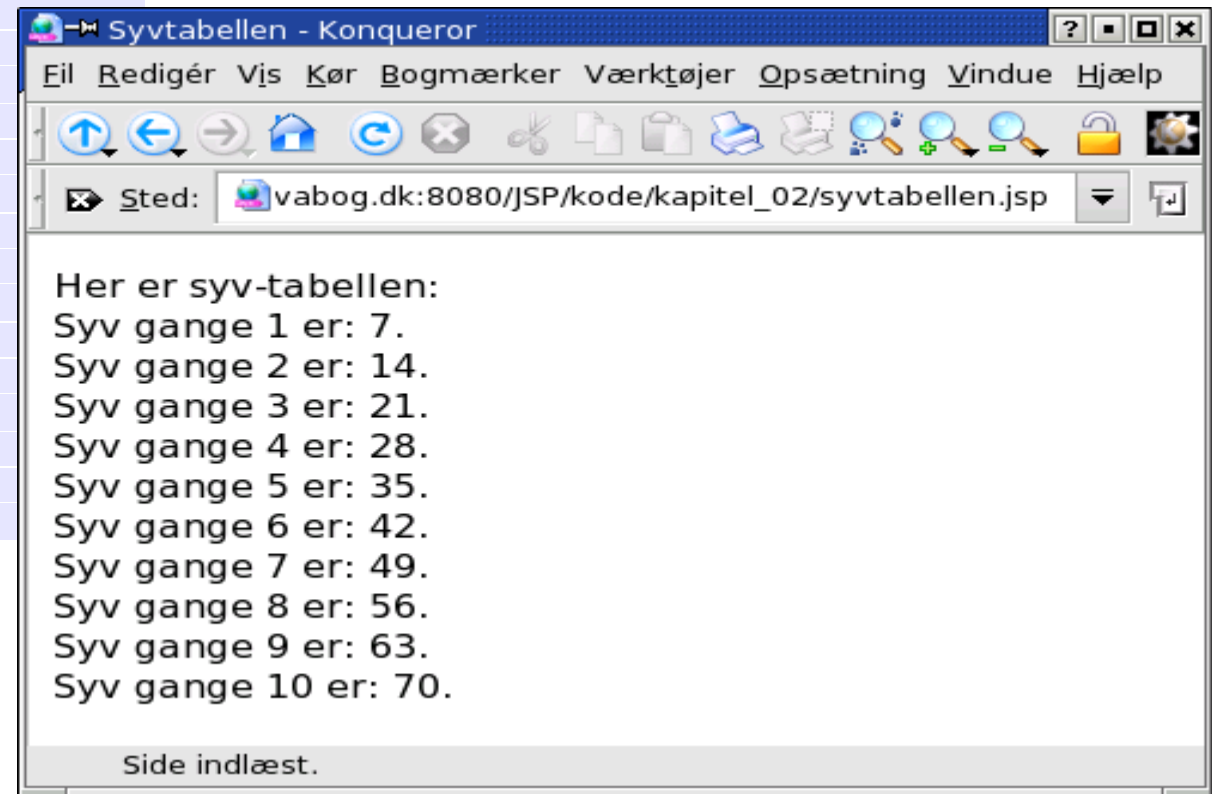 Syvtabellen - Konqueror
Fil Redigér Vis Kør Bogmærker Værktøjer Opsætning Vindue Hjælp
Sted: vabog.dk:8080/JSP/kode/kapitel_02/syvtabellen.jsp
Her er syv-tabellen:
Syv gange 1 er: 7.
Syv gange 2 er: 14.
Syv gange 3 er: 21.
Syv gange 4 er: 28.
Syv gange 5 er: 35.
Syv gange 6 er: 42.
Syv gange 7 er: 49.
Syv gange 8 er: 56.
Syv gange 9 er: 63.
Syv gange 10 er: 70.
Side indlæst.